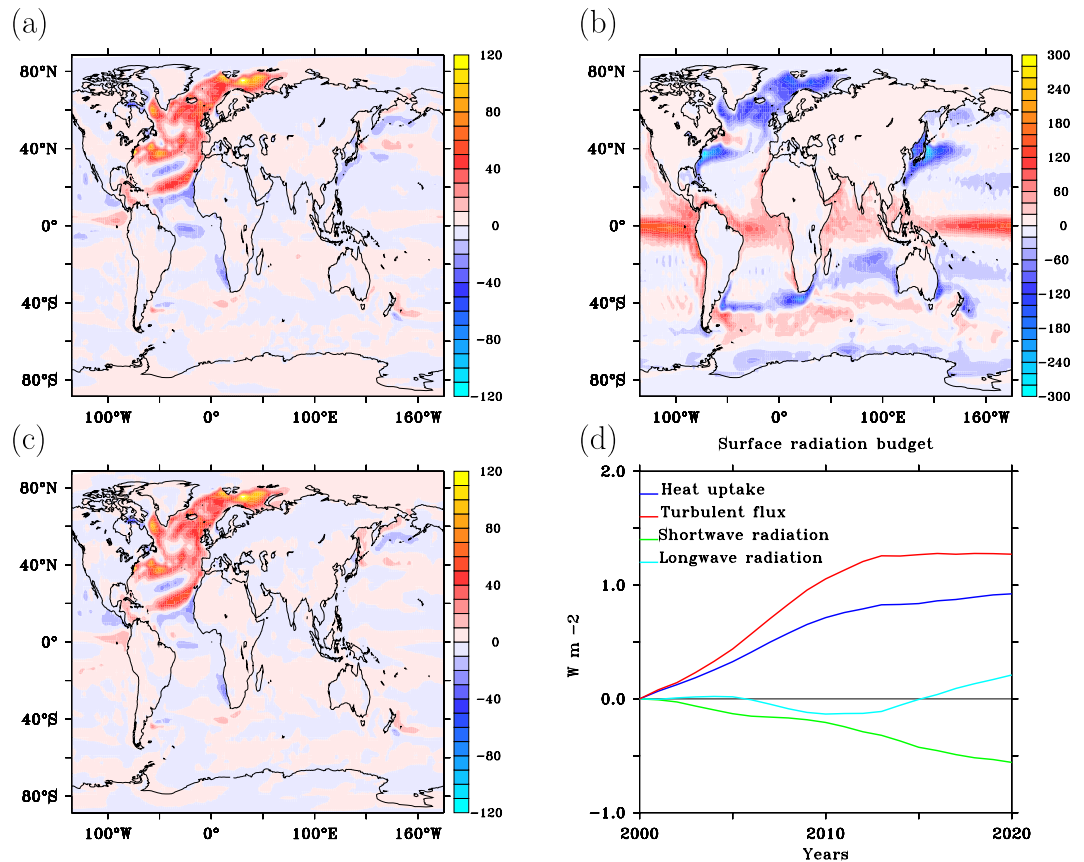 (a)
80°N
40°N
0°
40°S
80°S
100°W 0° 100°E 160°W
120
80
40
0
−40
−80
−120
(b)
80°N
40°N
0°
40°S
80°S
100°W 0° 100°E 160°W
300
240
180
120
60
0
−60
−120
−180
−240
−300
(c)
80°N
40°N
0°
40°S
80°S
100°W 0° 100°E 160°W
120
80
40
0
−40
−80
−120
(d)
Surface radiation budget
Heat uptake
Turbulent flux
Shortwave radiation
Longwave radiation
2.0
1.0
0.0
−1.0
W m −2
2000 2010 2020
Years